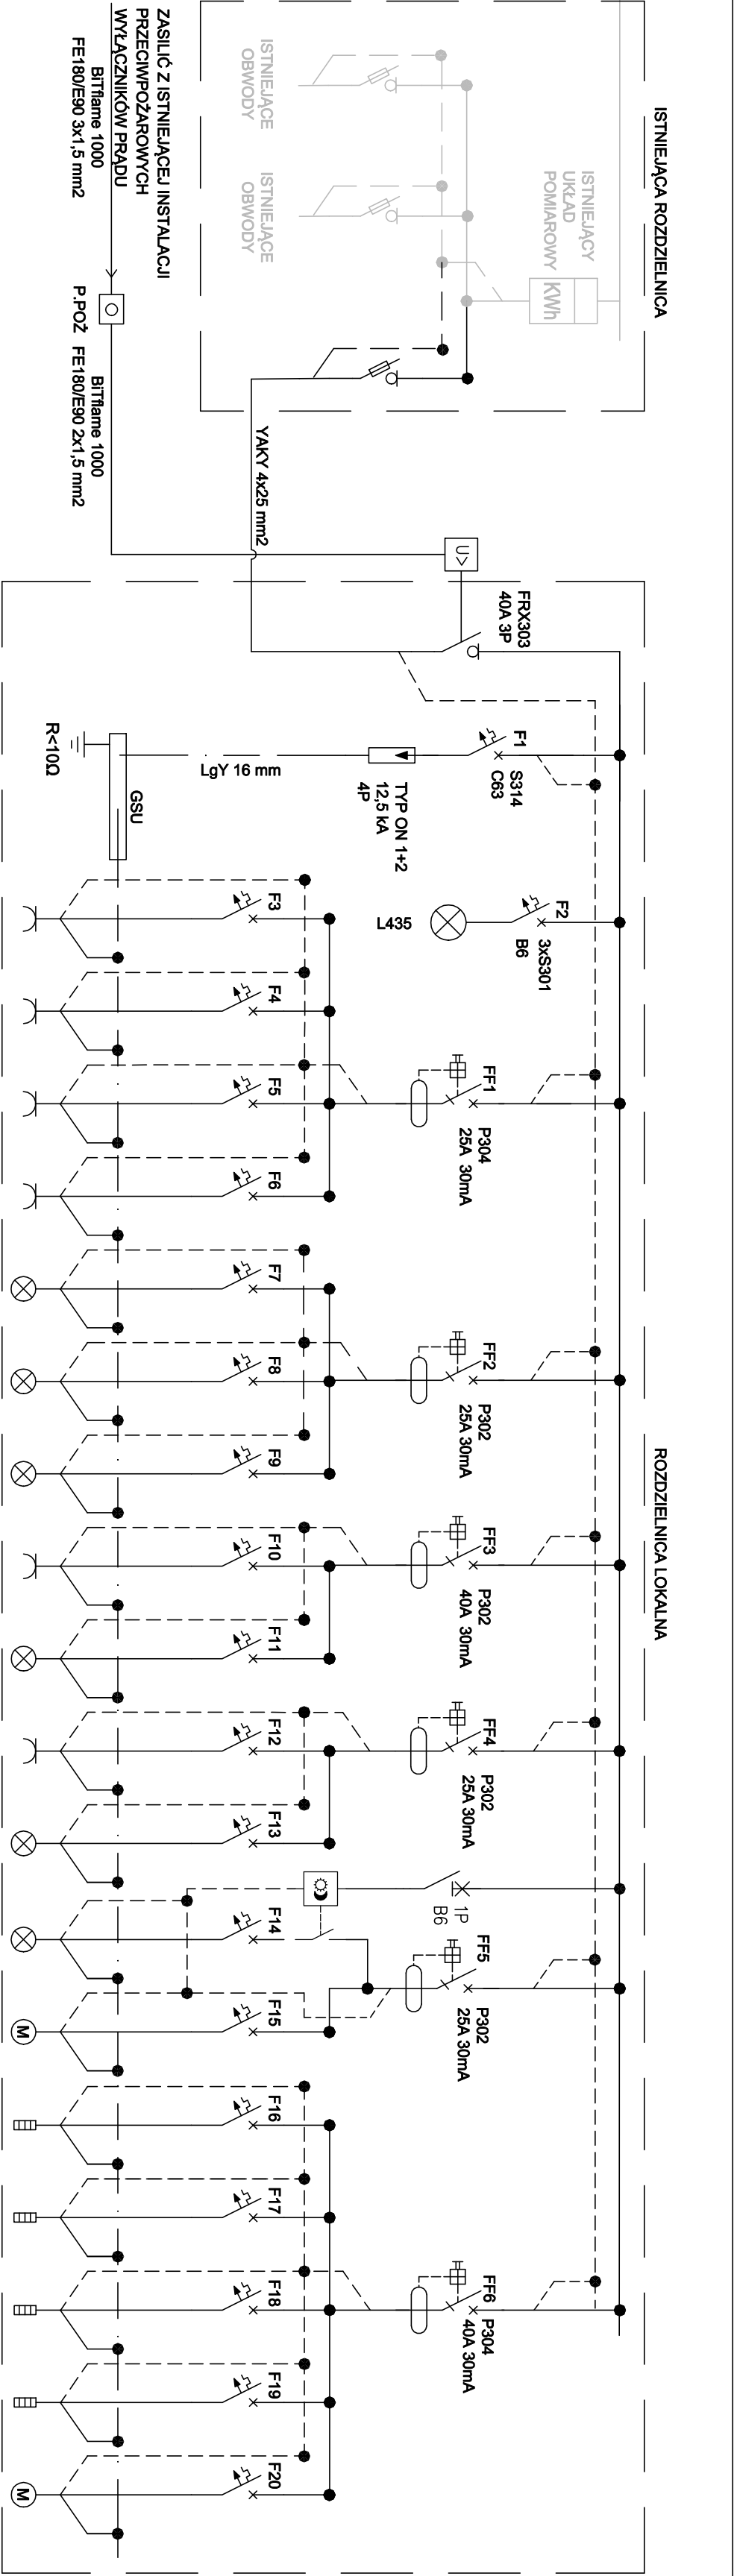 ISTNIEJĄCA ROZDZIELNICA
ISTNIEJĄCY
UKŁAD
POMIAROWY
KWh
ISTNIEJĄCE
OBWODY
ISTNIEJĄCE
OBWODY
ZASILIĆ Z ISTNIEJĄCEJ INSTALACJI
PRZECIWPOŻAROWYCH
WYŁĄCZNIKÓW PRĄDU
BiTflame 1000
FE180/E90 3x1,5 mm2
P.POŻ
BiTflame 1000
FE180/E90 2x1,5 mm2
YAKY 4x25 mm2
U>
ROZDZIELNICA LOKALNA
FRX303
40A 3P
F1
S314
C63
TYP ON 1+2
12,5 kA
4P
LgY 16 mm
GSU
R<10Ω
F2
3xS301
B6
L435
FF1
P304
25A 30mA
FF2
P302
25A 30mA
FF3
P302
40A 30mA
FF4
P302
25A 30mA
1P
B6
FF5
P302
25A 30mA
FF6
P304
40A 30mA
F3
F4
F5
F6
F7
F8
F9
F10
F11
F12
F13
F14
F15
F16
F17
F18
F19
F20
M
M